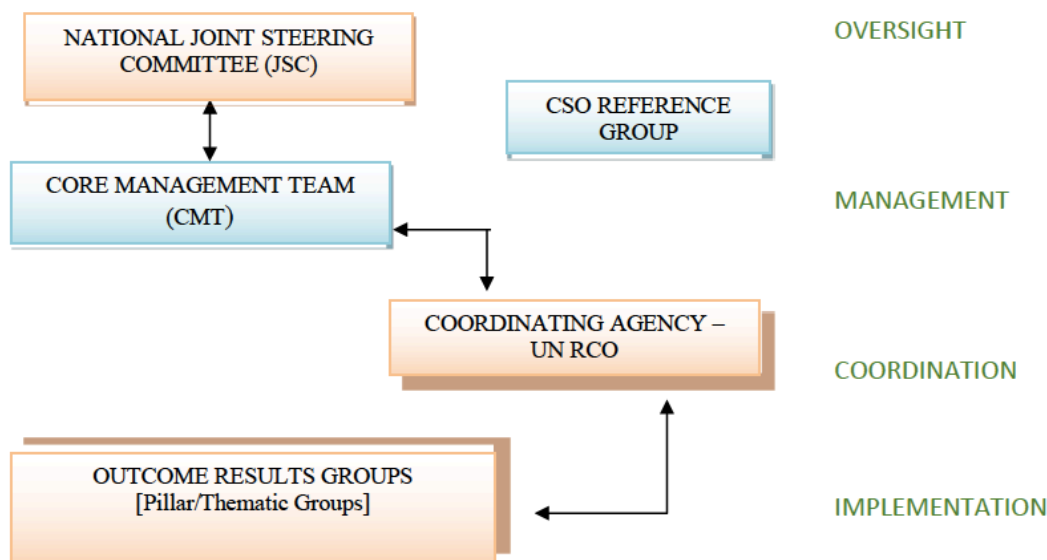 NATIONAL JOINT STEERING
COMMITTEE (JSC)
OVERSIGHT
CSO REFERENCE
GROUP
CORE MANAGEMENT TEAM
(CMT)
MANAGEMENT
COORDINATING AGENCY –
UN RCO
COORDINATION
OUTCOME RESULTS GROUPS
[Pillar/Thematic Groups]
IMPLEMENTATION